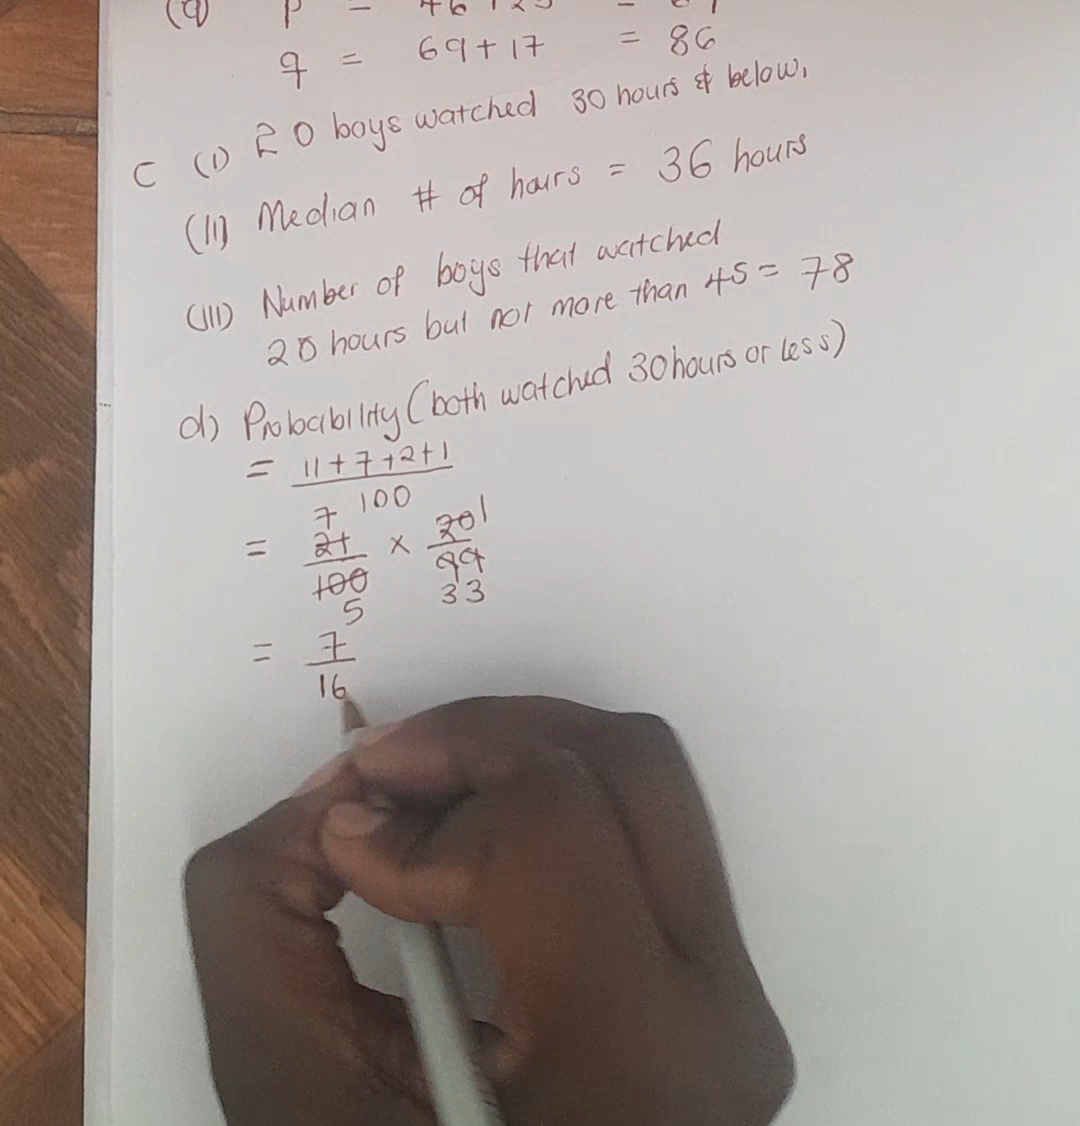 (a) p = 46+23 =
q = 69+17 = 86
C (i) 20 boys watched 30 hours & below,
(ii) Median # of hours = 36 hours
(iii) Number of boys that watched
20 hours but not more than 45 = 78
d) Probability (both watched 30 hours or less)
= 11+7+2+1
100
7
= 21 × 20 1
100 99
5 33
= 7
16